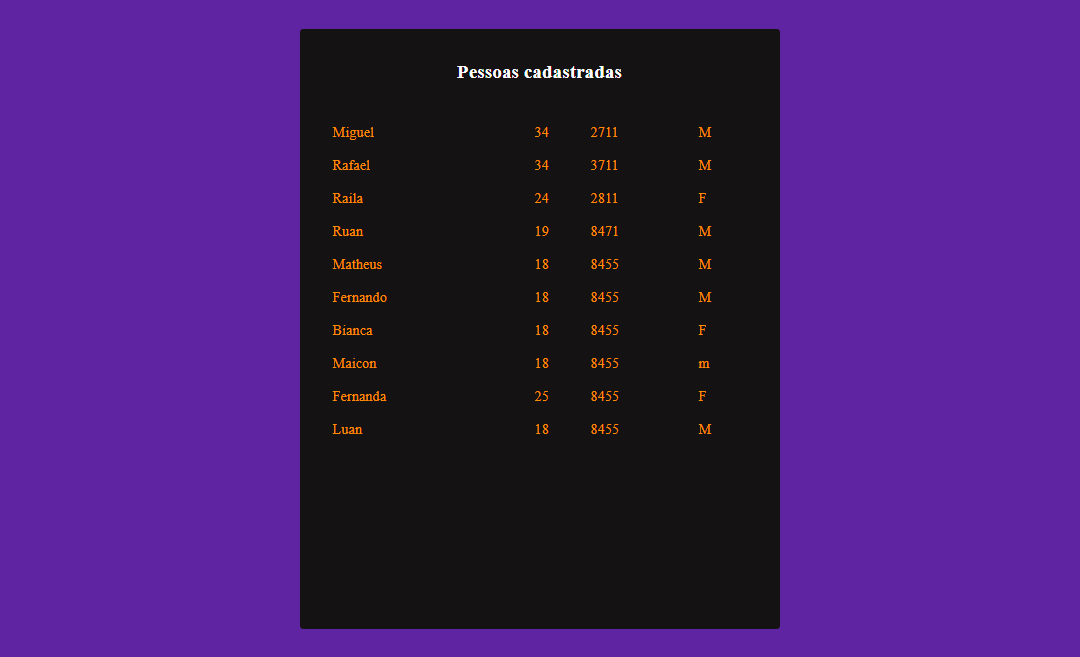 Pessoas cadastradas
Miguel 34 2711 M
Rafael 34 3711 M
Raila 24 2811 F
Ruan 19 8471 M
Matheus 18 8455 M
Fernando 18 8455 M
Bianca 18 8455 F
Maicon 18 8455 m
Fernanda 25 8455 F
Luan 18 8455 M